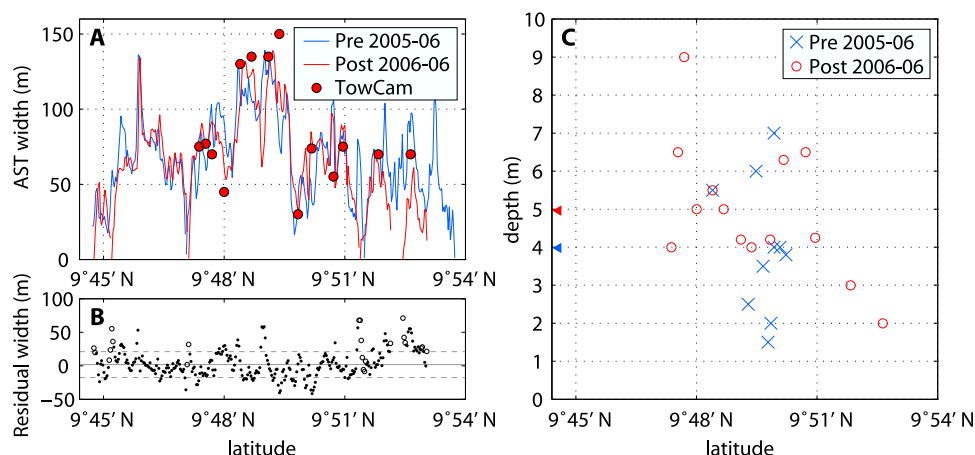 A
AST width (m)
150
100
50
0
Pre 2005-06
Post 2006-06
TowCam
9°45′ N
9°48′ N
9°51′ N
9°54′ N
B
Residual width (m)
100
50
0
−50
9°45′ N
9°48′ N
9°51′ N
9°54′ N
latitude
C
depth (m)
10
9
8
7
6
5
4
3
2
1
0
Pre 2005-06
Post 2006-06
9°45′ N
9°48′ N
9°51′ N
9°54′ N
latitude